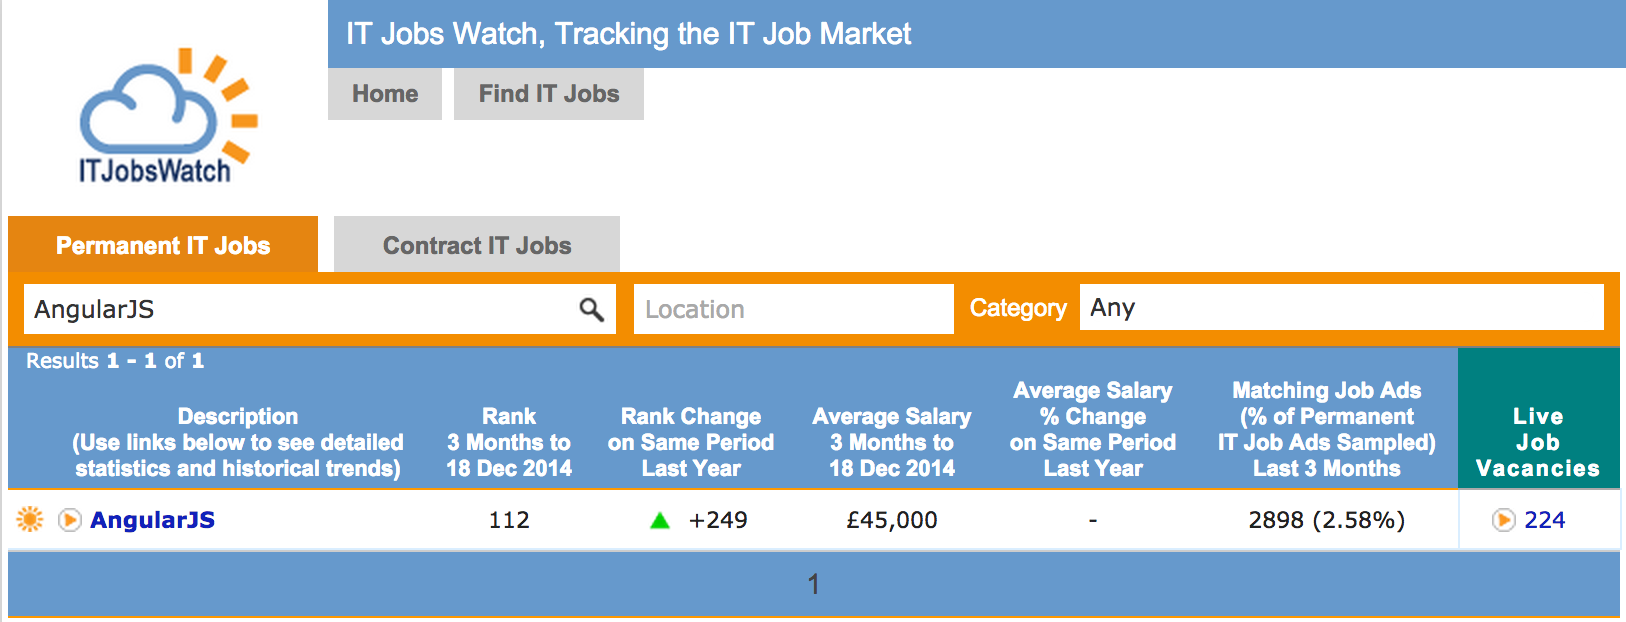 IT Jobs Watch, Tracking the IT Job Market
Home
Find IT Jobs
ITJobsWatch
Permanent IT Jobs
Contract IT Jobs
AngularJS
Location
Category
Any
Results 1 - 1 of 1
Description
(Use links below to see detailed
statistics and historical trends)
Rank
3 Months to
18 Dec 2014
Rank Change
on Same Period
Last Year
Average Salary
3 Months to
18 Dec 2014
Average Salary
% Change
on Same Period
Last Year
Matching Job Ads
(% of Permanent
IT Job Ads Sampled)
Last 3 Months
Live
Job
Vacancies
AngularJS
112
+249
£45,000
-
2898 (2.58%)
224
1